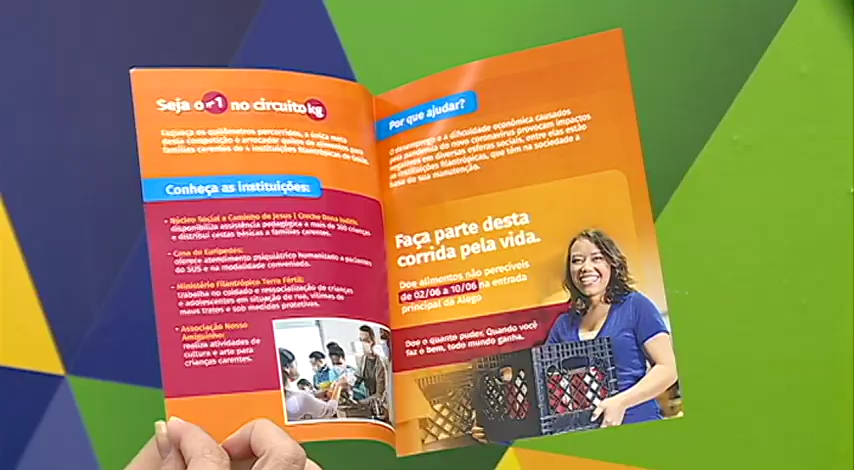 Seja o nº1 no circuito kg
Esqueça os quilômetros percorridos, a única meta
desta competição é arrecadar quilos de alimentos para
famílias carentes de 4 instituições filantrópicas de Goiás.
Conheça as instituições:
• Núcleo Social a Caminho de Jesus | Creche Dona
disponibiliza assistência pedagógica a mais de 300 crianças
e distribui cestas básicas a famílias carentes.
• Casa do Eurípedes:
oferece atendimento psiquiátrico humanizado a pacientes
do SUS e na modalidade conveniada.
• Ministério Filantrópico Terra Fértil:
trabalha no cuidado e ressocialização de crianças
e adolescentes em situação de rua, vítimas de
maus tratos e sob medidas protetivas.
• Associação Nosso
Amiguinho:
realiza atividades de
cultura e arte para
crianças carentes.
Por que ajudar?
O desemprego e a dificuldade econômica causados
pela pandemia do novo coronavírus provocam impactos
negativos em diversas esferas sociais, entre elas estão
as instituições filantrópicas, que têm na sociedade a
base de sua manutenção.
Faça parte desta
corrida pela vida.
Doe alimentos não perecíveis
de 02/06 a 10/06 na entrada
principal da Alego
Doe o quanto puder. Quando você
faz o bem, todo mundo ganha.